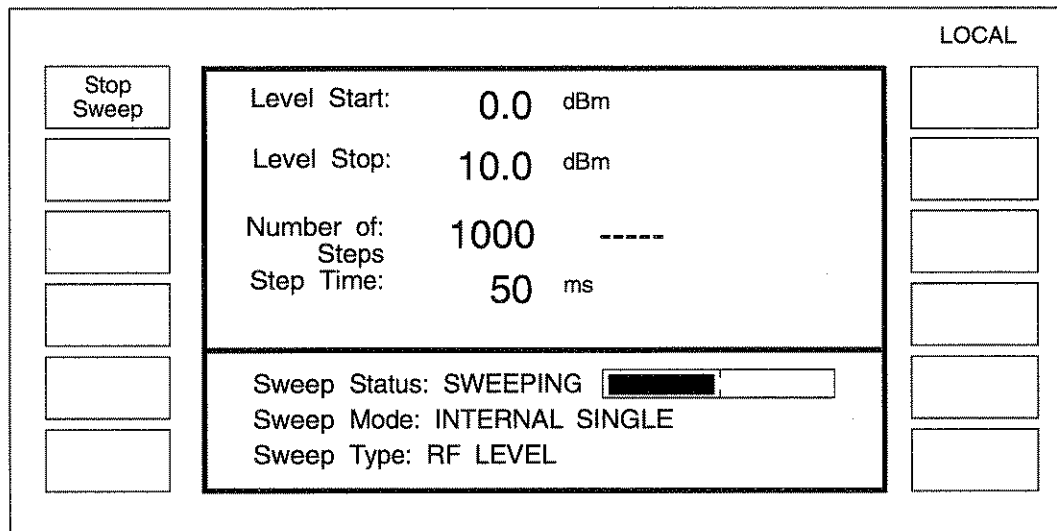 LOCAL
Stop
Sweep
Level Start: 0.0 dBm
Level Stop: 10.0 dBm
Number of: 1000 -----
Steps
Step Time: 50 ms
Sweep Status: SWEEPING
Sweep Mode: INTERNAL SINGLE
Sweep Type: RF LEVEL